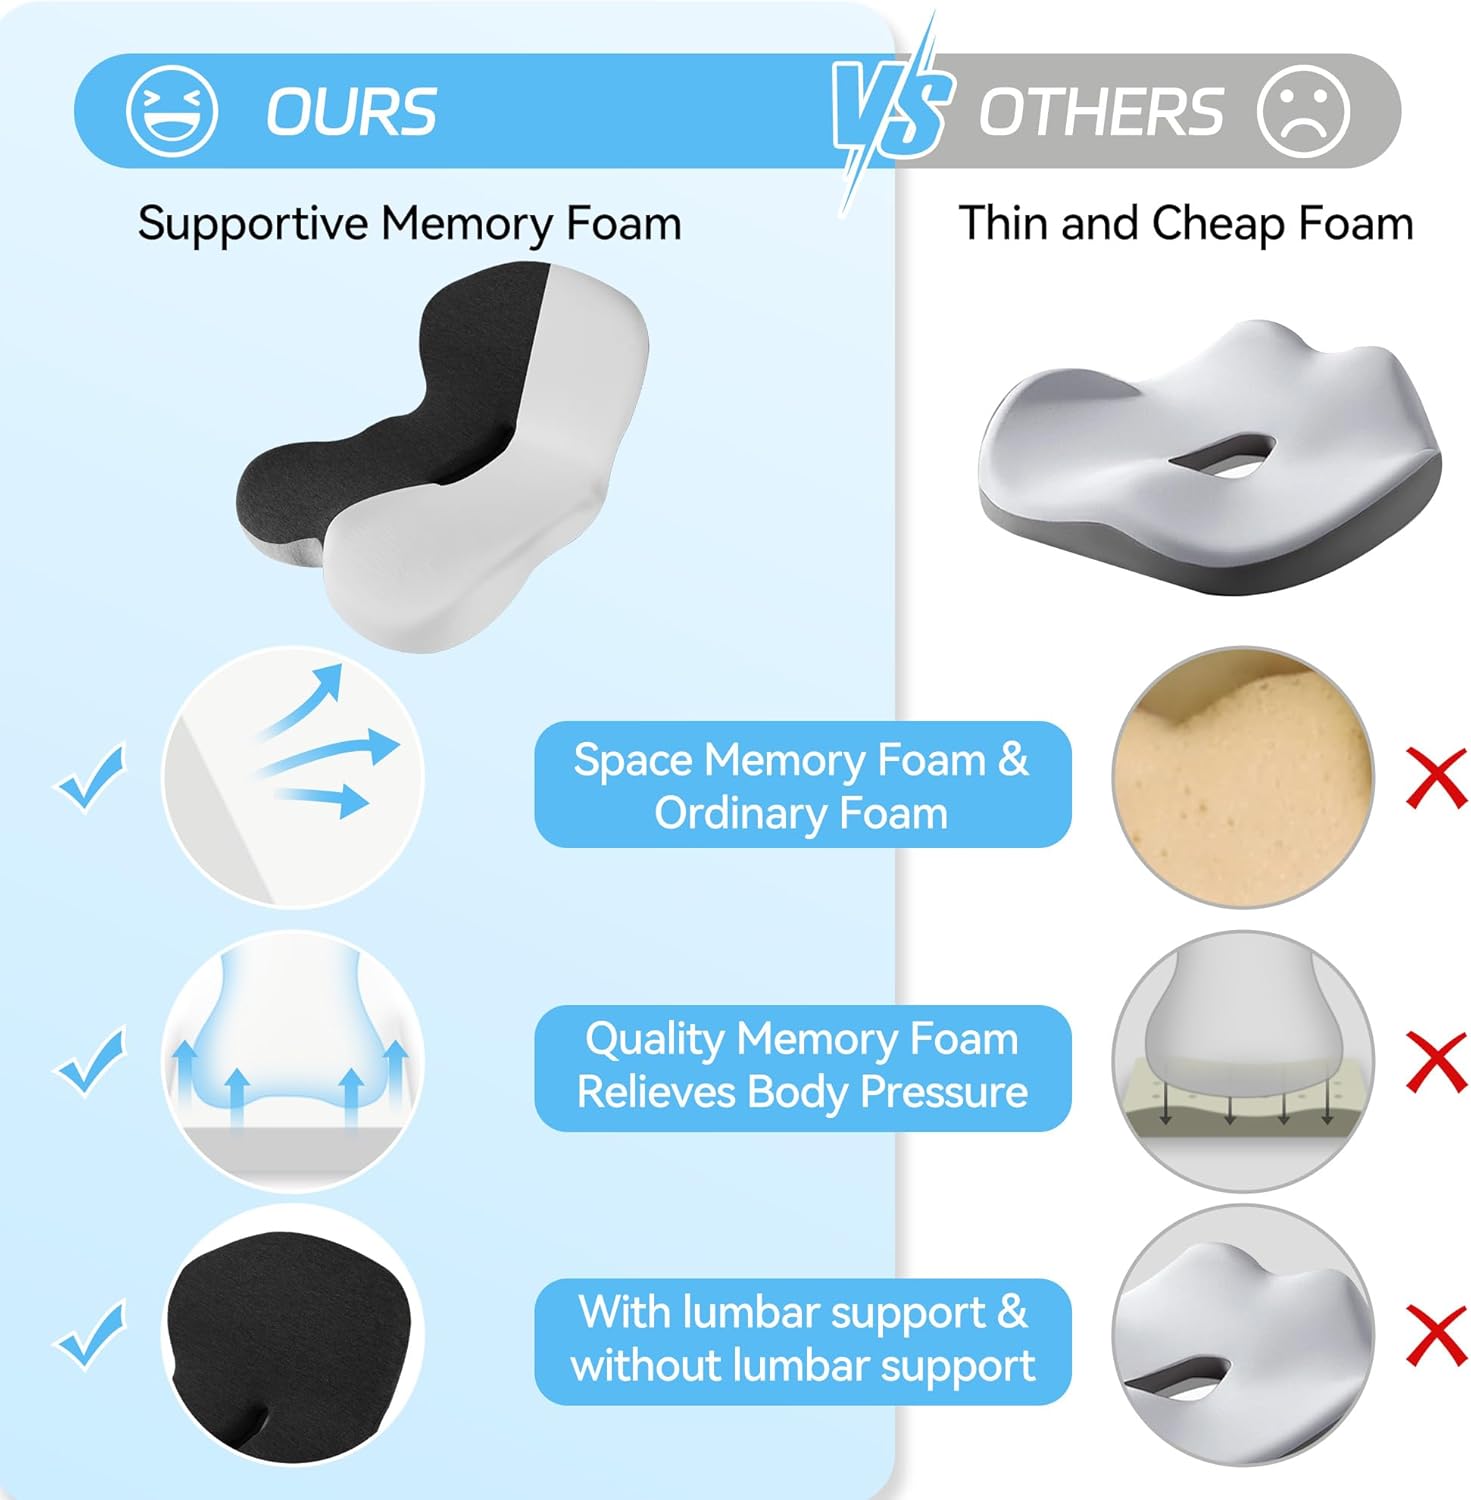 OURS
VS
OTHERS
Supportive Memory Foam
Thin and Cheap Foam
Space Memory Foam &
Ordinary Foam
Quality Memory Foam
Relieves Body Pressure
With lumbar support &
without lumbar support